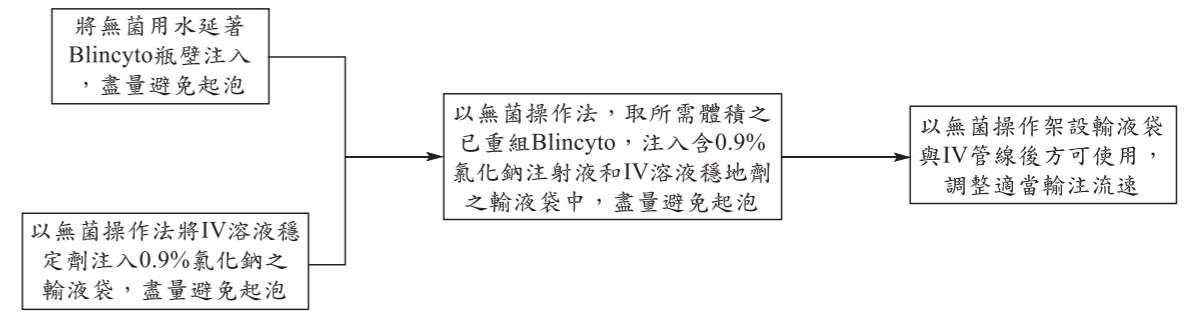 將無菌用水延著
Blincyto瓶壁注入
，盡量避免起泡
以無菌操作法將IV溶液穩
定劑注入0.9%氯化鈉之
輸液袋，盡量避免起泡
以無菌操作法，取所需體積之
已重組Blincyto，注入含0.9%
氯化鈉注射液和IV溶液穩地劑
之輸液袋中，盡量避免起泡
以無菌操作架設輸液袋
與IV管線後方可使用，
調整適當輸注流速